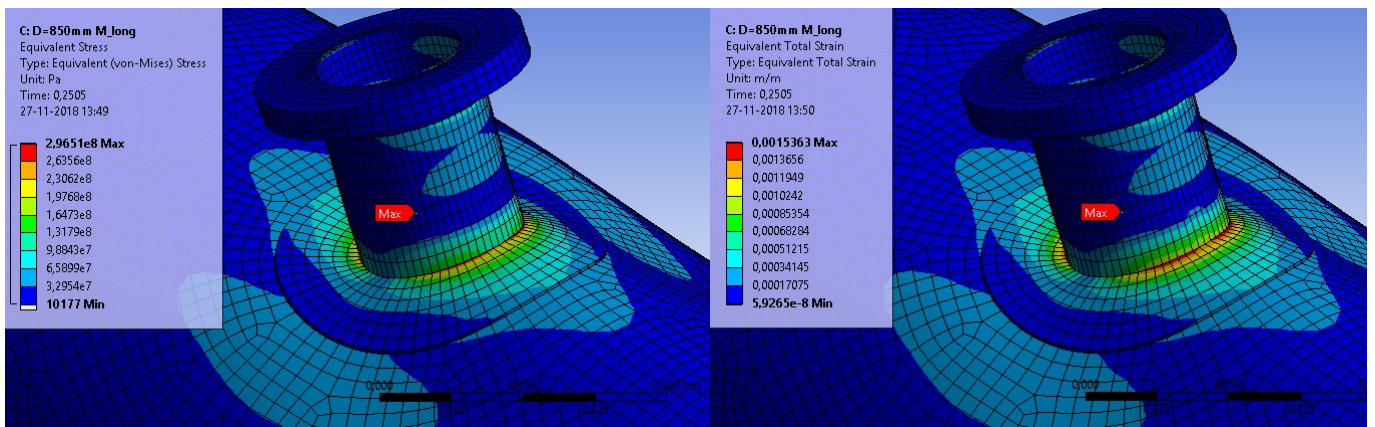 C: D=850mm M_long
Equivalent Stress
Type: Equivalent (von-Mises) Stress
Unit: Pa
Time: 0,2505
27-11-2018 13:49
2,9651e8 Max
2,6356e8
2,3062e8
1,9768e8
1,6473e8
1,3179e8
9,8843e7
6,5899e7
3,2954e7
10177 Min
Max
0,000
C: D=850mm M_long
Equivalent Total Strain
Type: Equivalent Total Strain
Unit: m/m
Time: 0,2505
27-11-2018 13:50
0,0015363 Max
0,0013656
0,0011949
0,0010242
0,00085354
0,00068284
0,00051215
0,00034145
0,00017075
5,9265e-8 Min
Max
0,000